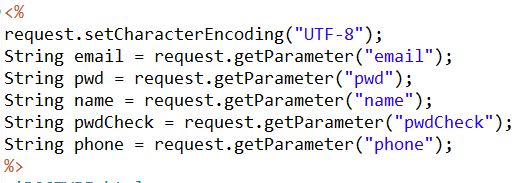 <%
request.setCharacterEncoding("UTF-8");
String email = request.getParameter("email");
String pwd = request.getParameter("pwd");
String name = request.getParameter("name");
String pwdCheck = request.getParameter("pwdCheck");
String phone = request.getParameter("phone");
%>